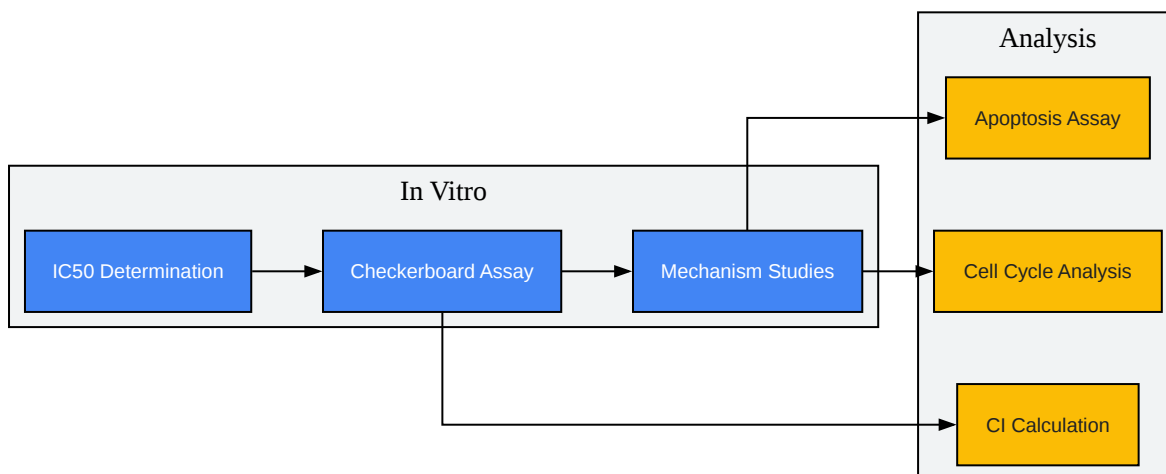 Analysis
Apoptosis Assay
In Vitro
IC50 Determination
Checkerboard Assay
Mechanism Studies
Cell Cycle Analysis
CI Calculation